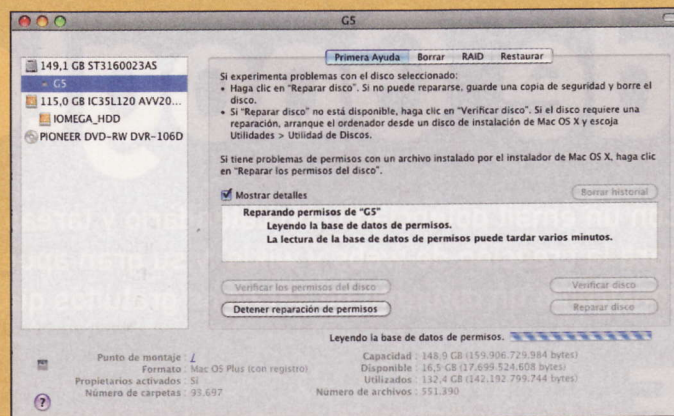 G5
149,1 GB ST3160023AS
G5
115,0 GB IC35L120 AVV20...
IOMEGA_HDD
PIONEER DVD-RW DVR-106D
Primera Ayuda Borrar RAID Restaurar
Si experimenta problemas con el disco seleccionado:
• Haga clic en "Reparar disco". Si no puede repararse, guarde una copia de seguridad y borre el
disco.
• Si "Reparar disco" no está disponible, haga clic en "Verificar disco". Si el disco requiere una
reparación, arranque el ordenador desde un disco de instalación de Mac OS X y escoja
Utilidades > Utilidad de Discos.
Si tiene problemas de permisos con un archivo instalado por el instalador de Mac OS X, haga clic
en "Reparar los permisos del disco".
Mostrar detalles
Borrar historial
Reparando permisos de "G5"
Leyendo la base de datos de permisos.
La lectura de la base de datos de permisos puede tardar varios minutos.
Verificar los permisos del disco
Verificar disco
Detener reparación de permisos
Reparar disco
Leyendo la base de datos de permisos.
Punto de montaje : /
Formato : Mac OS Plus (con registro)
Propietarios activados : Sí
Número de carpetas : 93.697
Capacidad : 148,9 GB (159.906.729.984 bytes)
Disponible : 16,5 GB (17.699.524.608 bytes)
Utilizados : 132,4 GB (142.192.799.744 bytes)
Número de archivos : 551.390
?